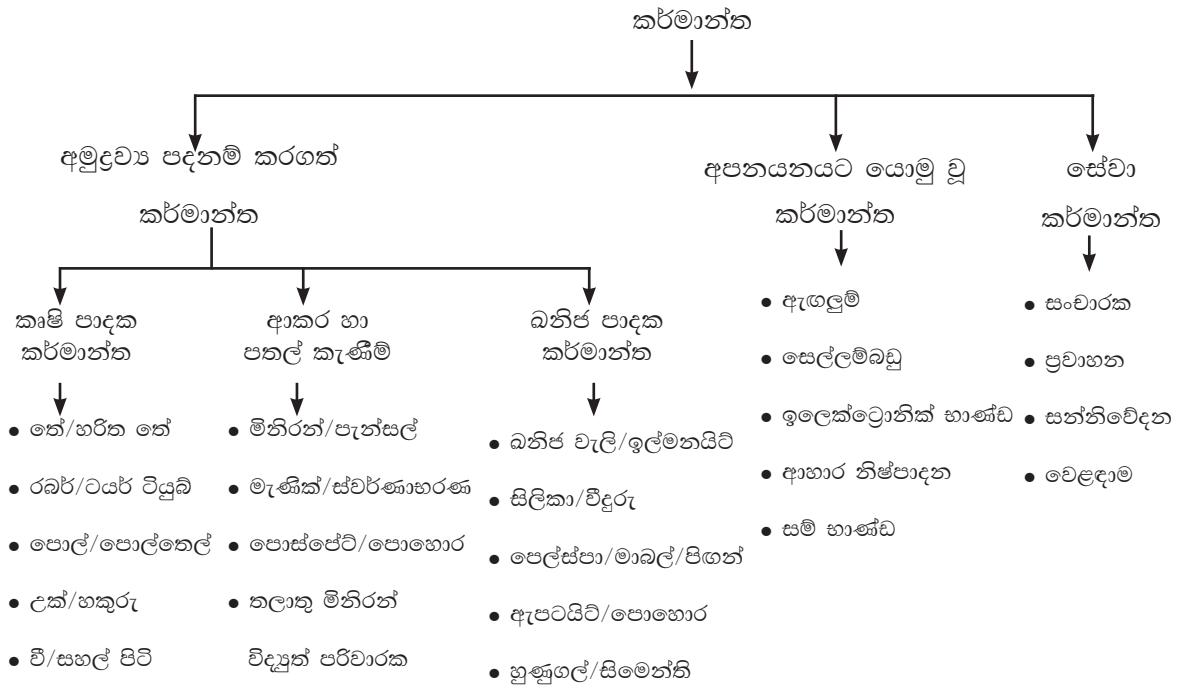 කර්මාන්ත
අමුද්‍රව්‍ය පදනම් කරගත්
කර්මාන්ත
කෘෂි පාදක
කර්මාන්ත
• තේ/හරිත තේ
• රබර්/ටයර් ටියුබ්
• පොල්/පොල්තෙල්
• උක්/හකුරු
• වී/සහල් පිටි
ආකර හා
පතල් කැණීම්
• මිනිරන්/පැන්සල්
• මැණික්/ස්වර්ණාභරණ
• පොස්පේට්/පොහොර
• තලාතු මිනිරන්
විද්‍යුත් පරිවාරක
ඛනිජ පාදක
කර්මාන්ත
• ඛනිජ වැලි/ඉල්මනයිට්
• සිලිකා/වීදුරු
• පෙල්ස්පා/මාබල්/පිඟන්
• ඇපටයිට්/පොහොර
• හුණුගල්/සිමෙන්ති
අපනයනයට යොමු වූ
කර්මාන්ත
• ඇඟලුම්
• සෙල්ලම්බඩු
• ඉලෙක්ට්‍රොනික් භාණ්ඩ
• ආහාර නිෂ්පාදන
• සම් භාණ්ඩ
සේවා
කර්මාන්ත
• සංචාරක
• ප්‍රවාහන
• සන්නිවේදන
• වෙළඳාම